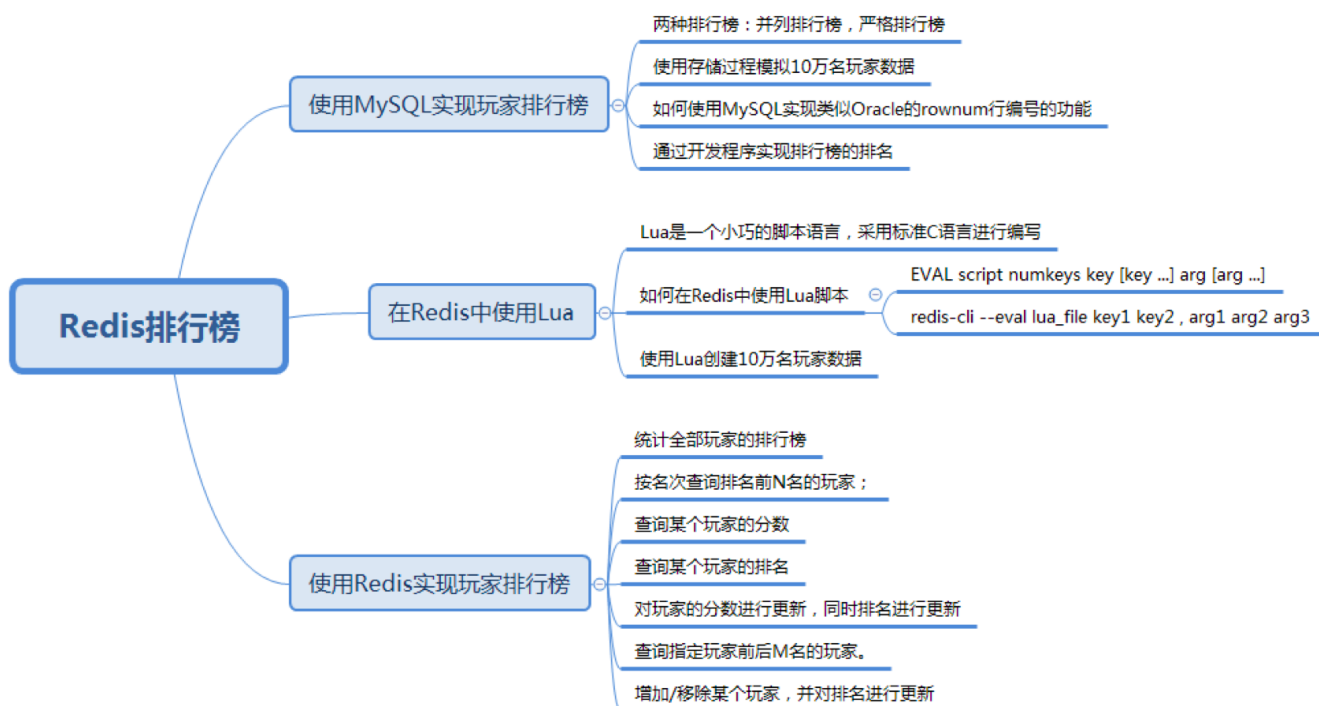 Redis排行榜
使用MySQL实现玩家排行榜
两种排行榜：并列排行榜，严格排行榜
使用存储过程模拟10万名玩家数据
如何使用MySQL实现类似Oracle的rownum行编号的功能
通过开发程序实现排行榜的排名
在Redis中使用Lua
Lua是一个小巧的脚本语言，采用标准C语言进行编写
如何在Redis中使用Lua脚本
EVAL script numkeys key [key ...] arg [arg ...]
redis-cli --eval lua_file key1 key2 , arg1 arg2 arg3
使用Lua创建10万名玩家数据
使用Redis实现玩家排行榜
统计全部玩家的排行榜
按名次查询排名前N名的玩家；
查询某个玩家的分数
查询某个玩家的排名
对玩家的分数进行更新，同时排名进行更新
查询指定玩家前后M名的玩家。
增加/移除某个玩家，并对排名进行更新